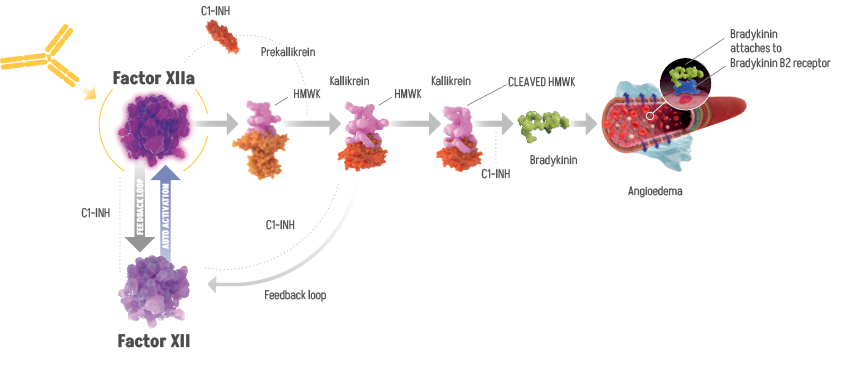 C1-INH
Prekallikrein
Factor XIIa
HMWK
Kallikrein
HMWK
Kallikrein
CLEAVED HMWK
Bradykinin
attaches to
Bradykinin B2 receptor
Bradykinin
C1-INH
Angioedema
FEEDBACK LOOP
AUTO ACTIVATION
C1-INH
C1-INH
Feedback loop
Factor XII